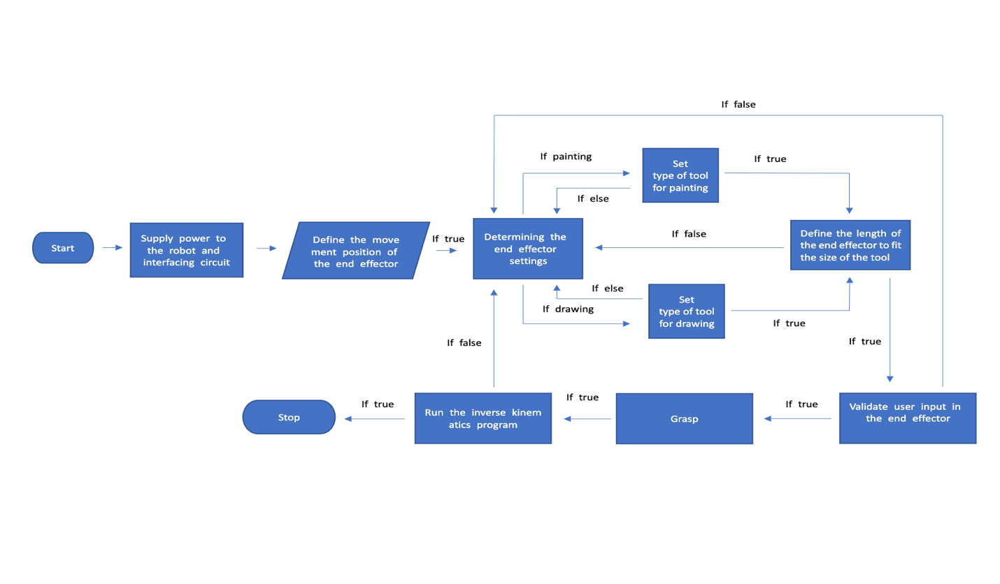 If false
If painting
Set
type of tool
for painting
If true
If else
Start
Supply power to
the robot and
interfacing circuit
Define the move
ment position of
the end effector
If true
Determining the
end effector
settings
If false
Define the length of
the end effector to fit
the size of the tool
If else
If drawing
Set
type of tool
for drawing
If true
If false
If true
Stop
If true
Run the inverse kinem
atics program
If true
Grasp
If true
Validate user input in
the end effector